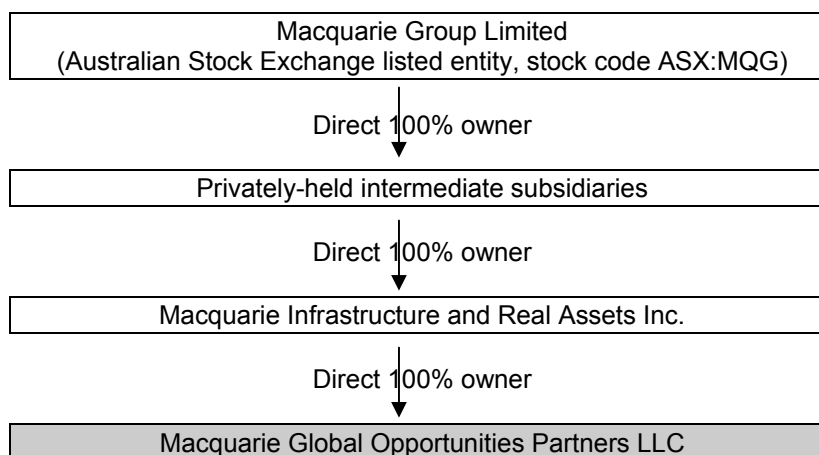 Macquarie Group Limited
(Australian Stock Exchange listed entity, stock code ASX:MQG)
Direct 100% owner
Privately-held intermediate subsidiaries
Direct 100% owner
Macquarie Infrastructure and Real Assets Inc.
Direct 100% owner
Macquarie Global Opportunities Partners LLC